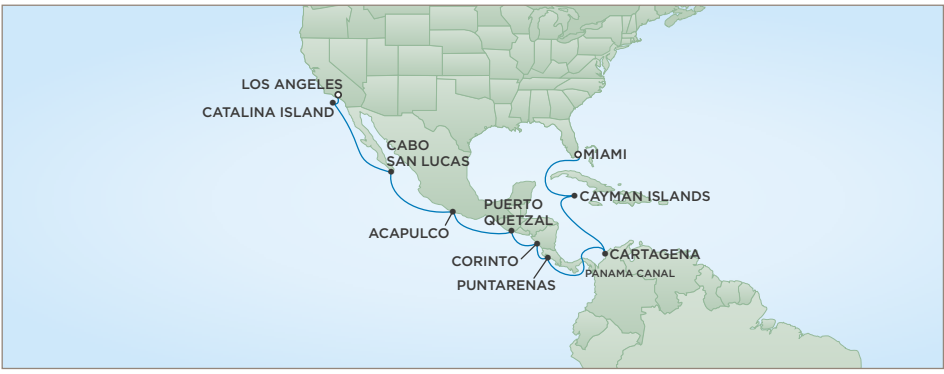 LOS ANGELES
CATALINA ISLAND
CABO
SAN LUCAS
MIAMI
CAYMAN ISLANDS
PUERTO
QUETZAL
ACAPULCO
CORINTO
CARTAGENA
PANAMA CANAL
PUNTARENAS